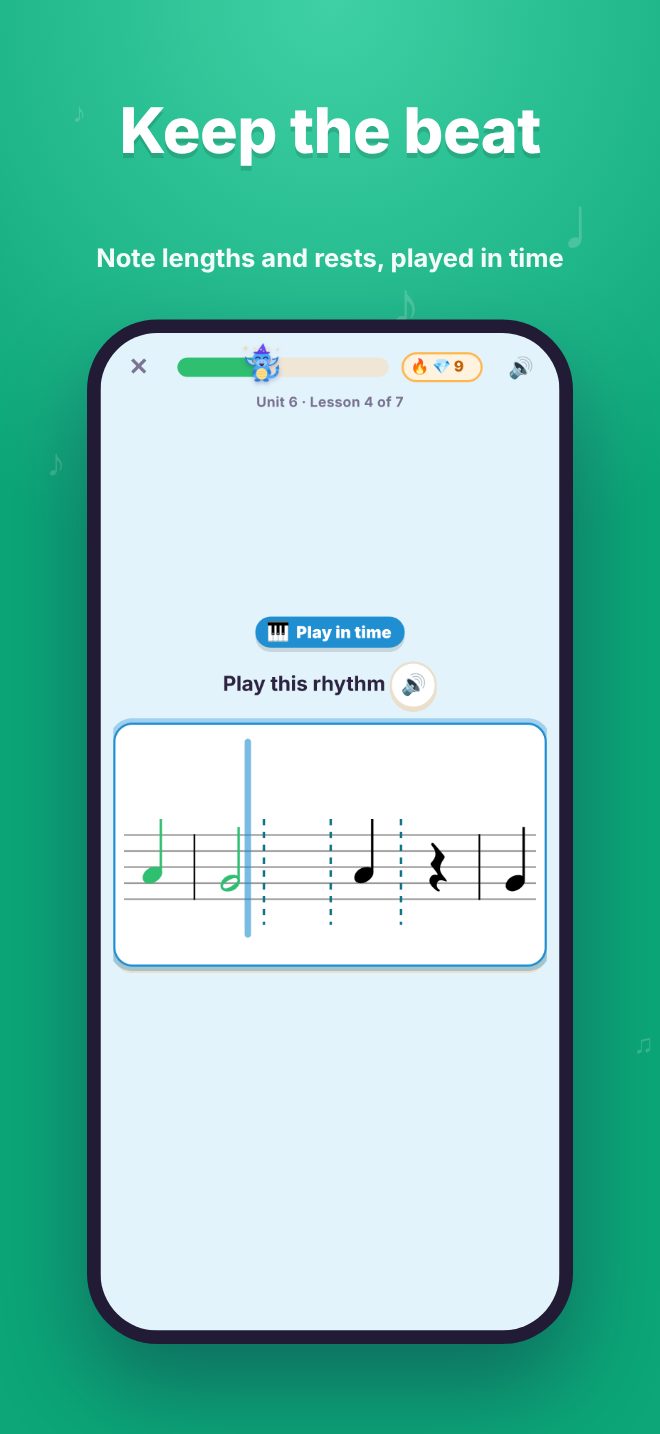 Keep the beat
Note lengths and rests, played in time
9
Unit 6 · Lesson 4 of 7
Play in time
Play this rhythm